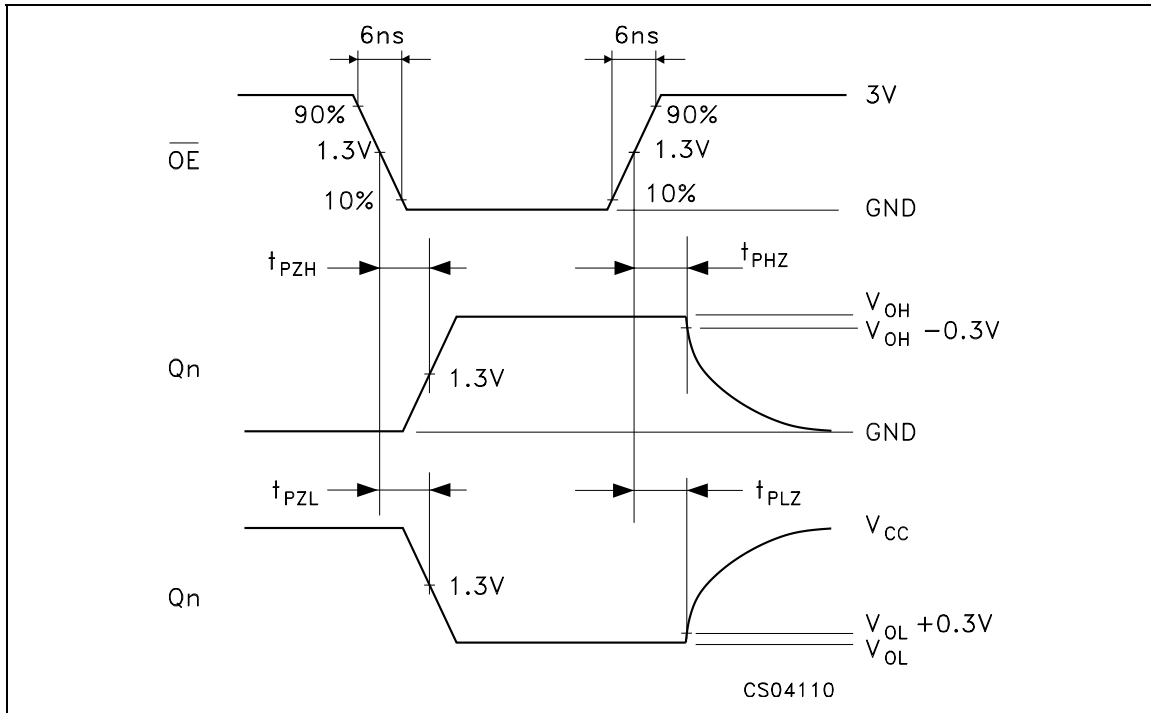 6ns 6ns
3V
90% 90%
OE 1.3V 1.3V
10% 10%
GND
tPZH tPHZ
VOH
VOH -0.3V
Qn 1.3V
GND
tPZL tPLZ
VCC
Qn 1.3V
VOL +0.3V
VOL
CS04110